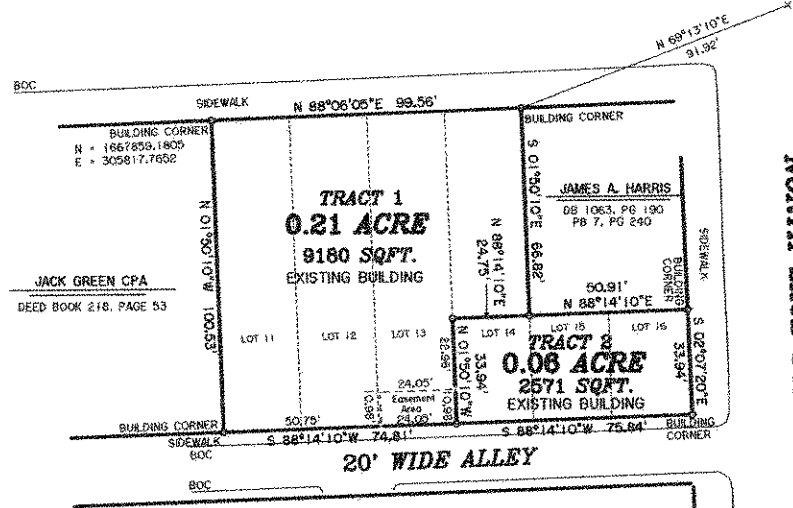 N 69°13'10"E
91.92'
BOC
SIDEWALK
N 88°06'05"E 99.56'
BUILDING CORNER
N = 1667859.1805
E = 305817.7652
BUILDING CORNER
TRACT 1
0.21 ACRE
9180 SQFT.
EXISTING BUILDING
N 01°50'10"W 100.53'
S 01°50'10"E 66.82'
N 88°14'10"E
24.75'
JAMES A. HARRIS
DB 1063, PG 190
PB 7, PG 240
SIDEWALK
BUILDING
CORNER
50.91'
N 88°14'10"E
JACK GREEN CPA
DEED BOOK 218, PAGE 53
LOT 11
LOT 12
LOT 13
LOT 14
LOT 15
LOT 16
22.96'
N 01°50'10"W
33.94'
TRACT 2
0.06 ACRE
2571 SQFT.
EXISTING BUILDING
33.94'
S 02°07'20"E
24.05'
Easement
Area
24.05'
10.98'
10.98'
50.75'
BUILDING CORNER
SIDEWALK
BOC
S 88°14'10"W 74.81'
S 88°14'10"W 75.84'
BUILDING
CORNER
20' WIDE ALLEY
BOC